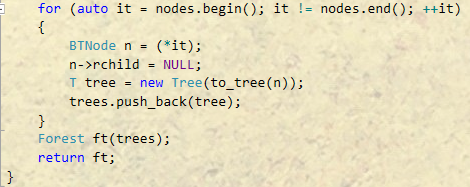 for (auto it = nodes.begin(); it != nodes.end(); ++it)
{
BTNode n = (*it);
n->rchild = NULL;
T tree = new Tree(to_tree(n));
trees.push_back(tree);
}
Forest ft(trees);
return ft;
}